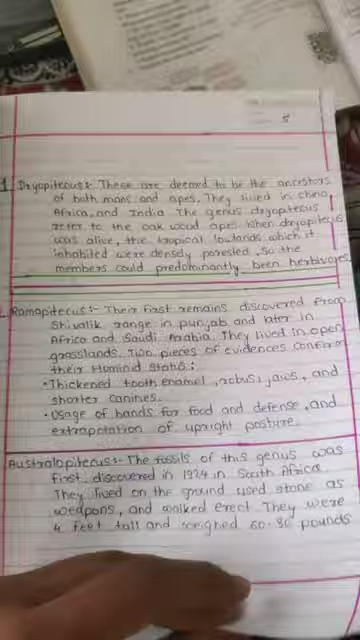 5
1 Dryopitecus:- These are deemed to be the ancestors
of both mans and apes. They lived in china,
Africa, and India The genus dryopitecus
refer to the oak wood apes When dryopitecus
was alive, the tropical lowlands which it
inhabited were densly porested, so the
members could predominantly been herbivores
Ramapitecus:- Their first remains discovered from
Shivalik range in punjab and later in
Africa and Saudi Arabia. They lived in open
grasslands. Two pieces of evidences confirm
their Hominid status:
• Thickened tooth enamel, robust jaws, and
shorter canines.
• Usage of hands for food and defense, and
extrapotation of upright posture.
Australopitecus:- The fossils of this genus was
first discovered in 1924 in South Africa
They lived on the ground used stone as
weapons, and walked erect They were
4 feet tall and weighed 60-80 pounds